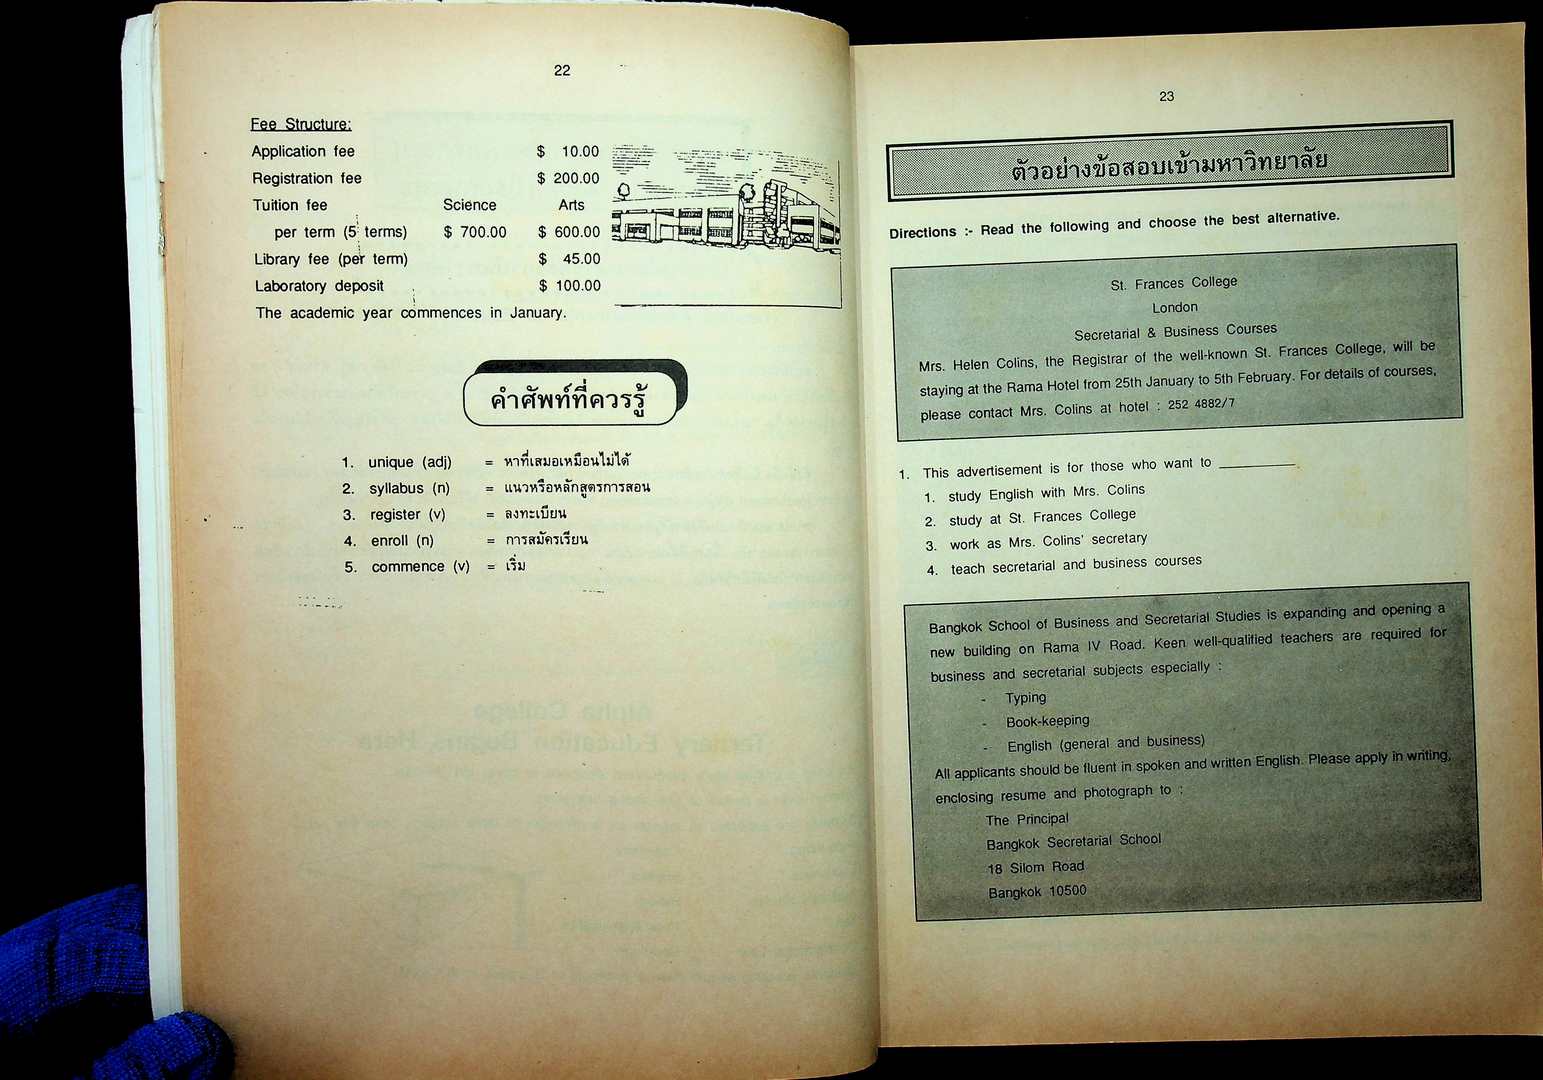 22
Fee Structure:
Application fee $ 10.00
Registration fee $ 200.00
Tuition fee Science Arts
per term (5 terms) $ 700.00 $ 600.00
Library fee (per term) $ 45.00
Laboratory deposit $ 100.00
The academic year commences in January.
คำศัพท์ที่ควรรู้
1. unique (adj) = หาที่เสมอเหมือนไม่ได้
2. syllabus (n) = แนวหรือหลักสูตรการสอน
3. register (v) = ลงทะเบียน
4. enroll (n) = การสมัครเรียน
5. commence (v) = เริ่ม
23
ตัวอย่างข้อสอบเข้ามหาวิทยาลัย
Directions :- Read the following and choose the best alternative.
St. Frances College
London
Secretarial & Business Courses
Mrs. Helen Colins, the Registrar of the well-known St. Frances College, will be
staying at the Rama Hotel from 25th January to 5th February. For details of courses,
please contact Mrs. Colins at hotel : 252 4882/7
1. This advertisement is for those who want to __________.
1. study English with Mrs. Colins
2. study at St. Frances College
3. work as Mrs. Colins' secretary
4. teach secretarial and business courses
Bangkok School of Business and Secretarial Studies is expanding and opening a
new building on Rama IV Road. Keen well-qualified teachers are required for
business and secretarial subjects especially :
- Typing
- Book-keeping
- English (general and business)
All applicants should be fluent in spoken and written English. Please apply in writing,
enclosing resume and photograph to :
The Principal
Bangkok Secretarial School
18 Silom Road
Bangkok 10500